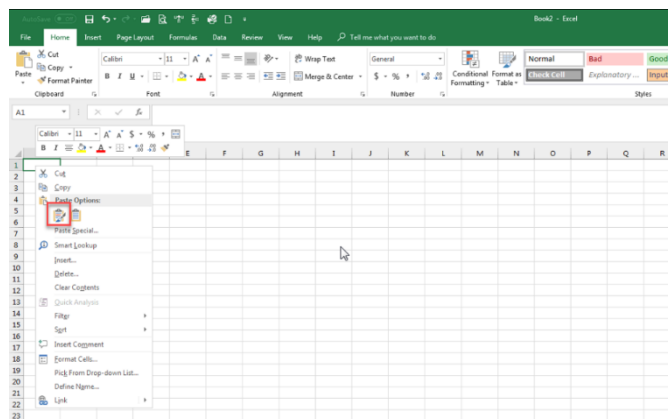 AutoSave Off
Book2 - Excel
File Home Insert Page Layout Formulas Data Review View Help Tell me what you want to do
Paste
Cut
Copy
Format Painter
Clipboard
Calibri 11 A A
B I U A
Font
Wrap Text
Merge & Center
Alignment
General
$ % ,
Number
Conditional Formatting
Format as Table
Normal Bad Good
Check Cell Explanatory ... Input
Styles
A1 fx
Calibri 11 A A $ % ,
B I A
E F G H I J K L M N O P Q R
1
2
3
4
5
6
7
8
9
10
11
12
13
14
15
16
17
18
19
20
21
22
23
Cut
Copy
Paste Options:
Paste Special...
Smart Lookup
Insert...
Delete...
Clear Contents
Quick Analysis
Filter
Sort
Insert Comment
Format Cells...
Pick From Drop-down List...
Define Name...
Link